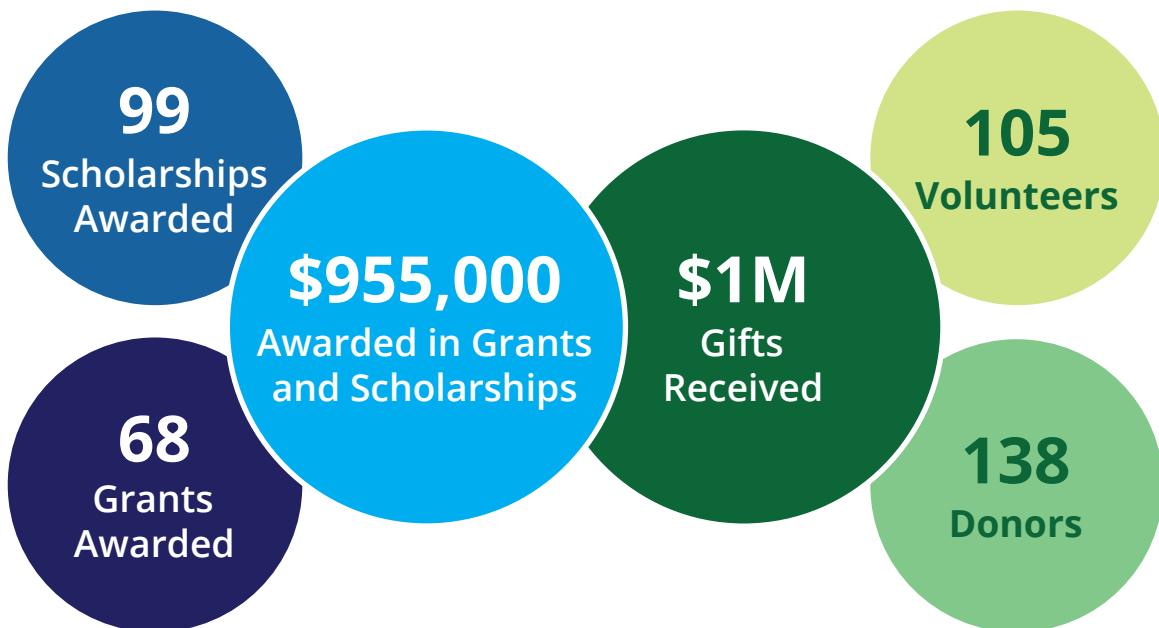 99
Scholarships
Awarded
68
Grants
Awarded
$955,000
Awarded in Grants
and Scholarships
$1M
Gifts
Received
105
Volunteers
138
Donors